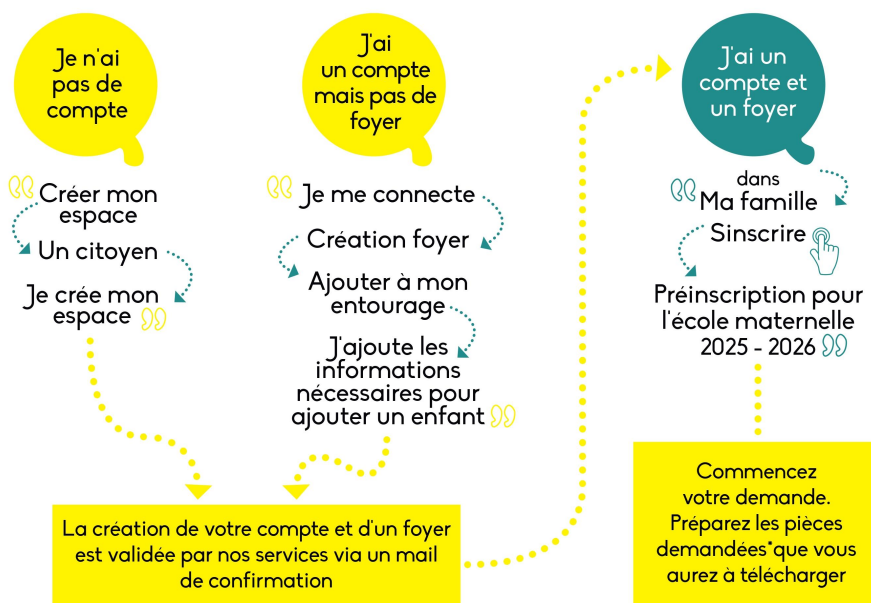 Je n'ai
pas de
compte
Créer mon
espace
Un citoyen
Je crée mon
espace
J'ai
un compte
mais pas de
foyer
Je me connecte
Création foyer
Ajouter à mon
entourage
J'ajoute les
informations
nécessaires pour
ajouter un enfant
La création de votre compte et d'un foyer
est validée par nos services via un mail
de confirmation
J'ai un
compte et
un foyer
dans
Ma famille
Sinscrire
Préinscription pour
l'école maternelle
2025 - 2026
Commencez
votre demande.
Préparez les pièces
demandées*que vous
aurez à télécharger